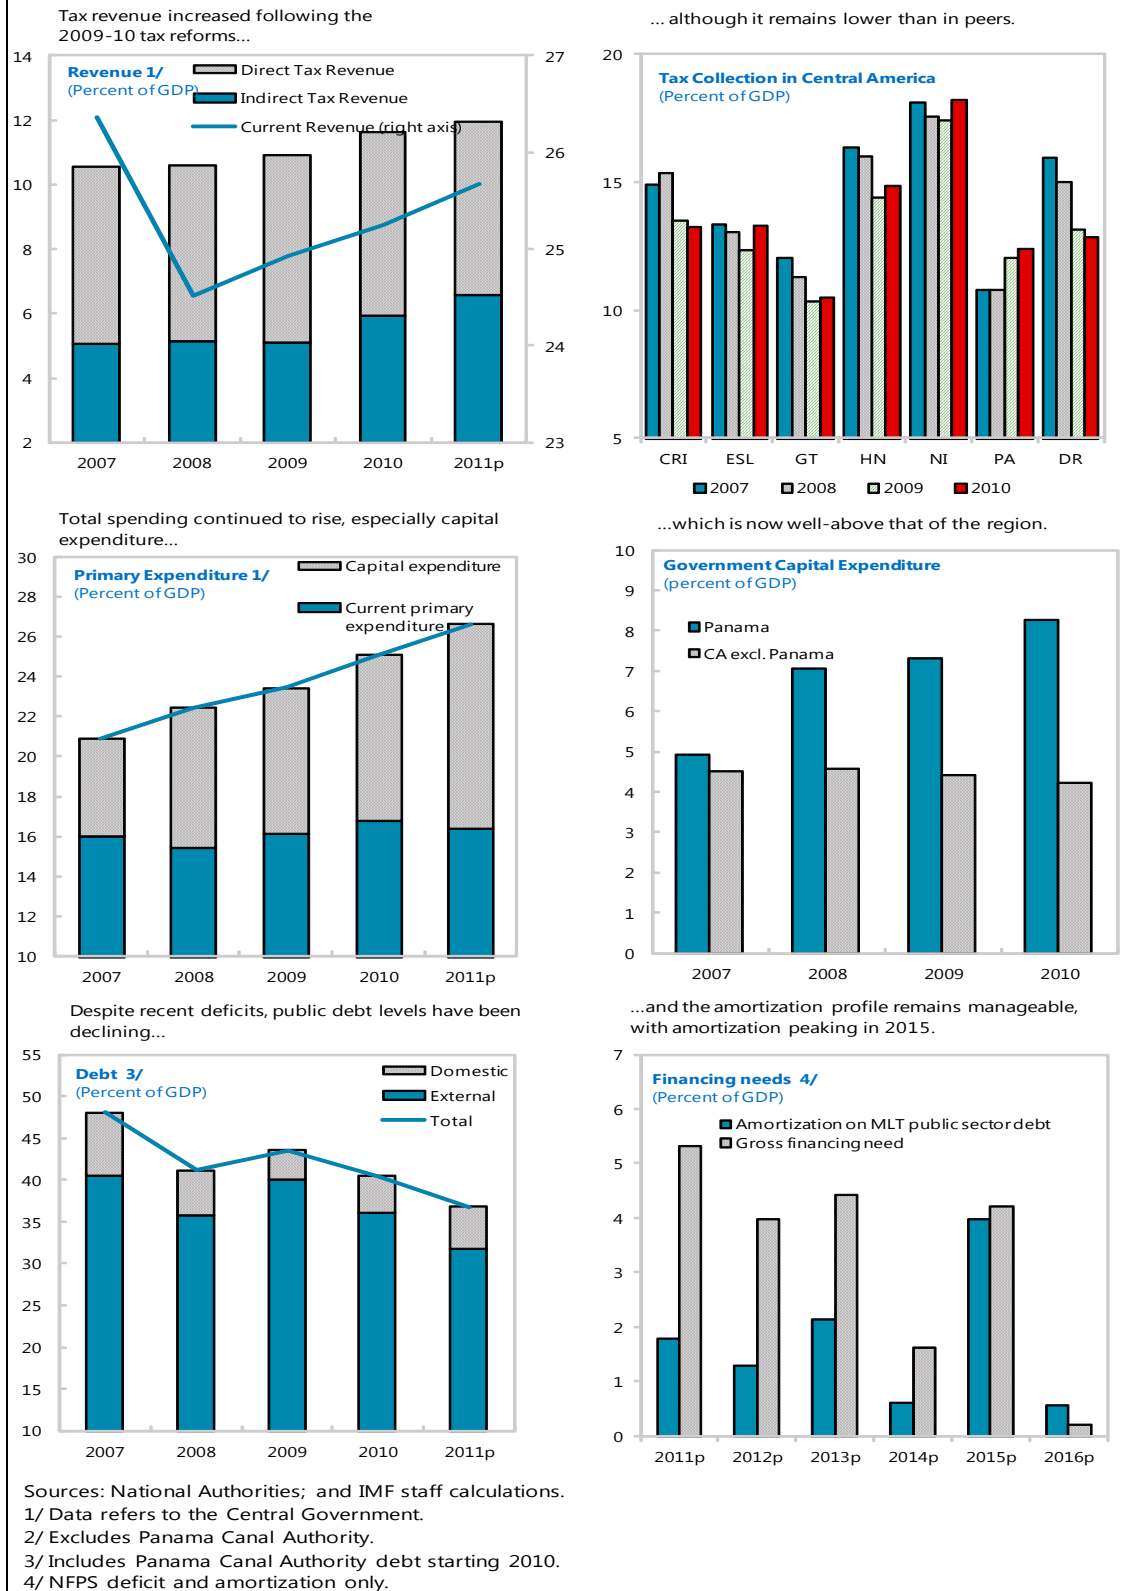 Tax revenue increased following the
2009-10 tax reforms...
14
12
10
8
6
4
2
27
26
25
24
23
Revenue 1/
(Percent of GDP)
Direct Tax Revenue
Indirect Tax Revenue
Current Revenue (right axis)
2007 2008 2009 2010 2011p
... although it remains lower than in peers.
20
15
10
5
Tax Collection in Central America
(Percent of GDP)
CRI ESL GT HN NI PA DR
2007 2008 2009 2010
Total spending continued to rise, especially capital
expenditure...
30
28
26
24
22
20
18
16
14
12
10
Primary Expenditure 1/
(Percent of GDP)
Capital expenditure
Current primary
expenditure
2007 2008 2009 2010 2011p
...which is now well-above that of the region.
10
9
8
7
6
5
4
3
2
1
0
Government Capital Expenditure
(percent of GDP)
Panama
CA excl. Panama
2007 2008 2009 2010
Despite recent deficits, public debt levels have been
declining...
55
50
45
40
35
30
25
20
15
10
Debt 3/
(Percent of GDP)
Domestic
External
Total
2007 2008 2009 2010 2011p
...and the amortization profile remains manageable,
with amortization peaking in 2015.
7
6
5
4
3
2
1
0
Financing needs 4/
(Percent of GDP)
Amortization on MLT public sector debt
Gross financing need
2011p 2012p 2013p 2014p 2015p 2016p
Sources: National Authorities; and IMF staff calculations.
1/ Data refers to the Central Government.
2/ Excludes Panama Canal Authority.
3/ Includes Panama Canal Authority debt starting 2010.
4/ NFPS deficit and amortization only.